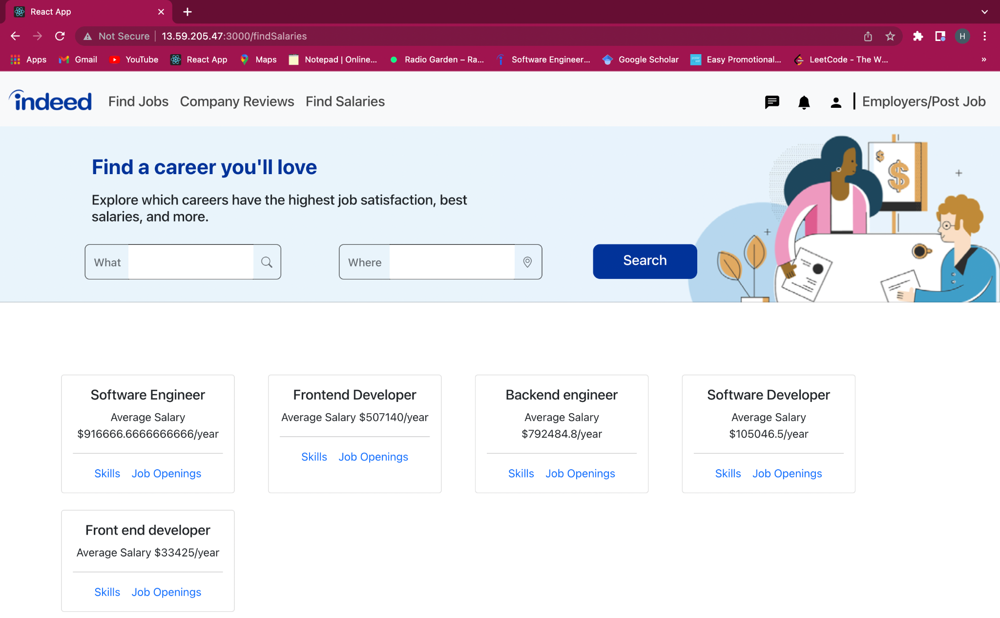 React App
Not Secure | 13.59.205.47:3000/findSalaries
H
Apps Gmail YouTube React App Maps Notepad | Online... Radio Garden – Ra... Software Engineer... Google Scholar Easy Promotional... LeetCode - The W... »
indeed Find Jobs Company Reviews Find Salaries Employers/Post Job
Find a career you'll love
Explore which careers have the highest job satisfaction, best
salaries, and more.
What Where Search
$
$
Software Engineer
Average Salary
$916666.6666666666/year
Skills Job Openings
Frontend Developer
Average Salary $507140/year
Skills Job Openings
Backend engineer
Average Salary
$792484.8/year
Skills Job Openings
Software Developer
Average Salary
$105046.5/year
Skills Job Openings
Front end developer
Average Salary $33425/year
Skills Job Openings